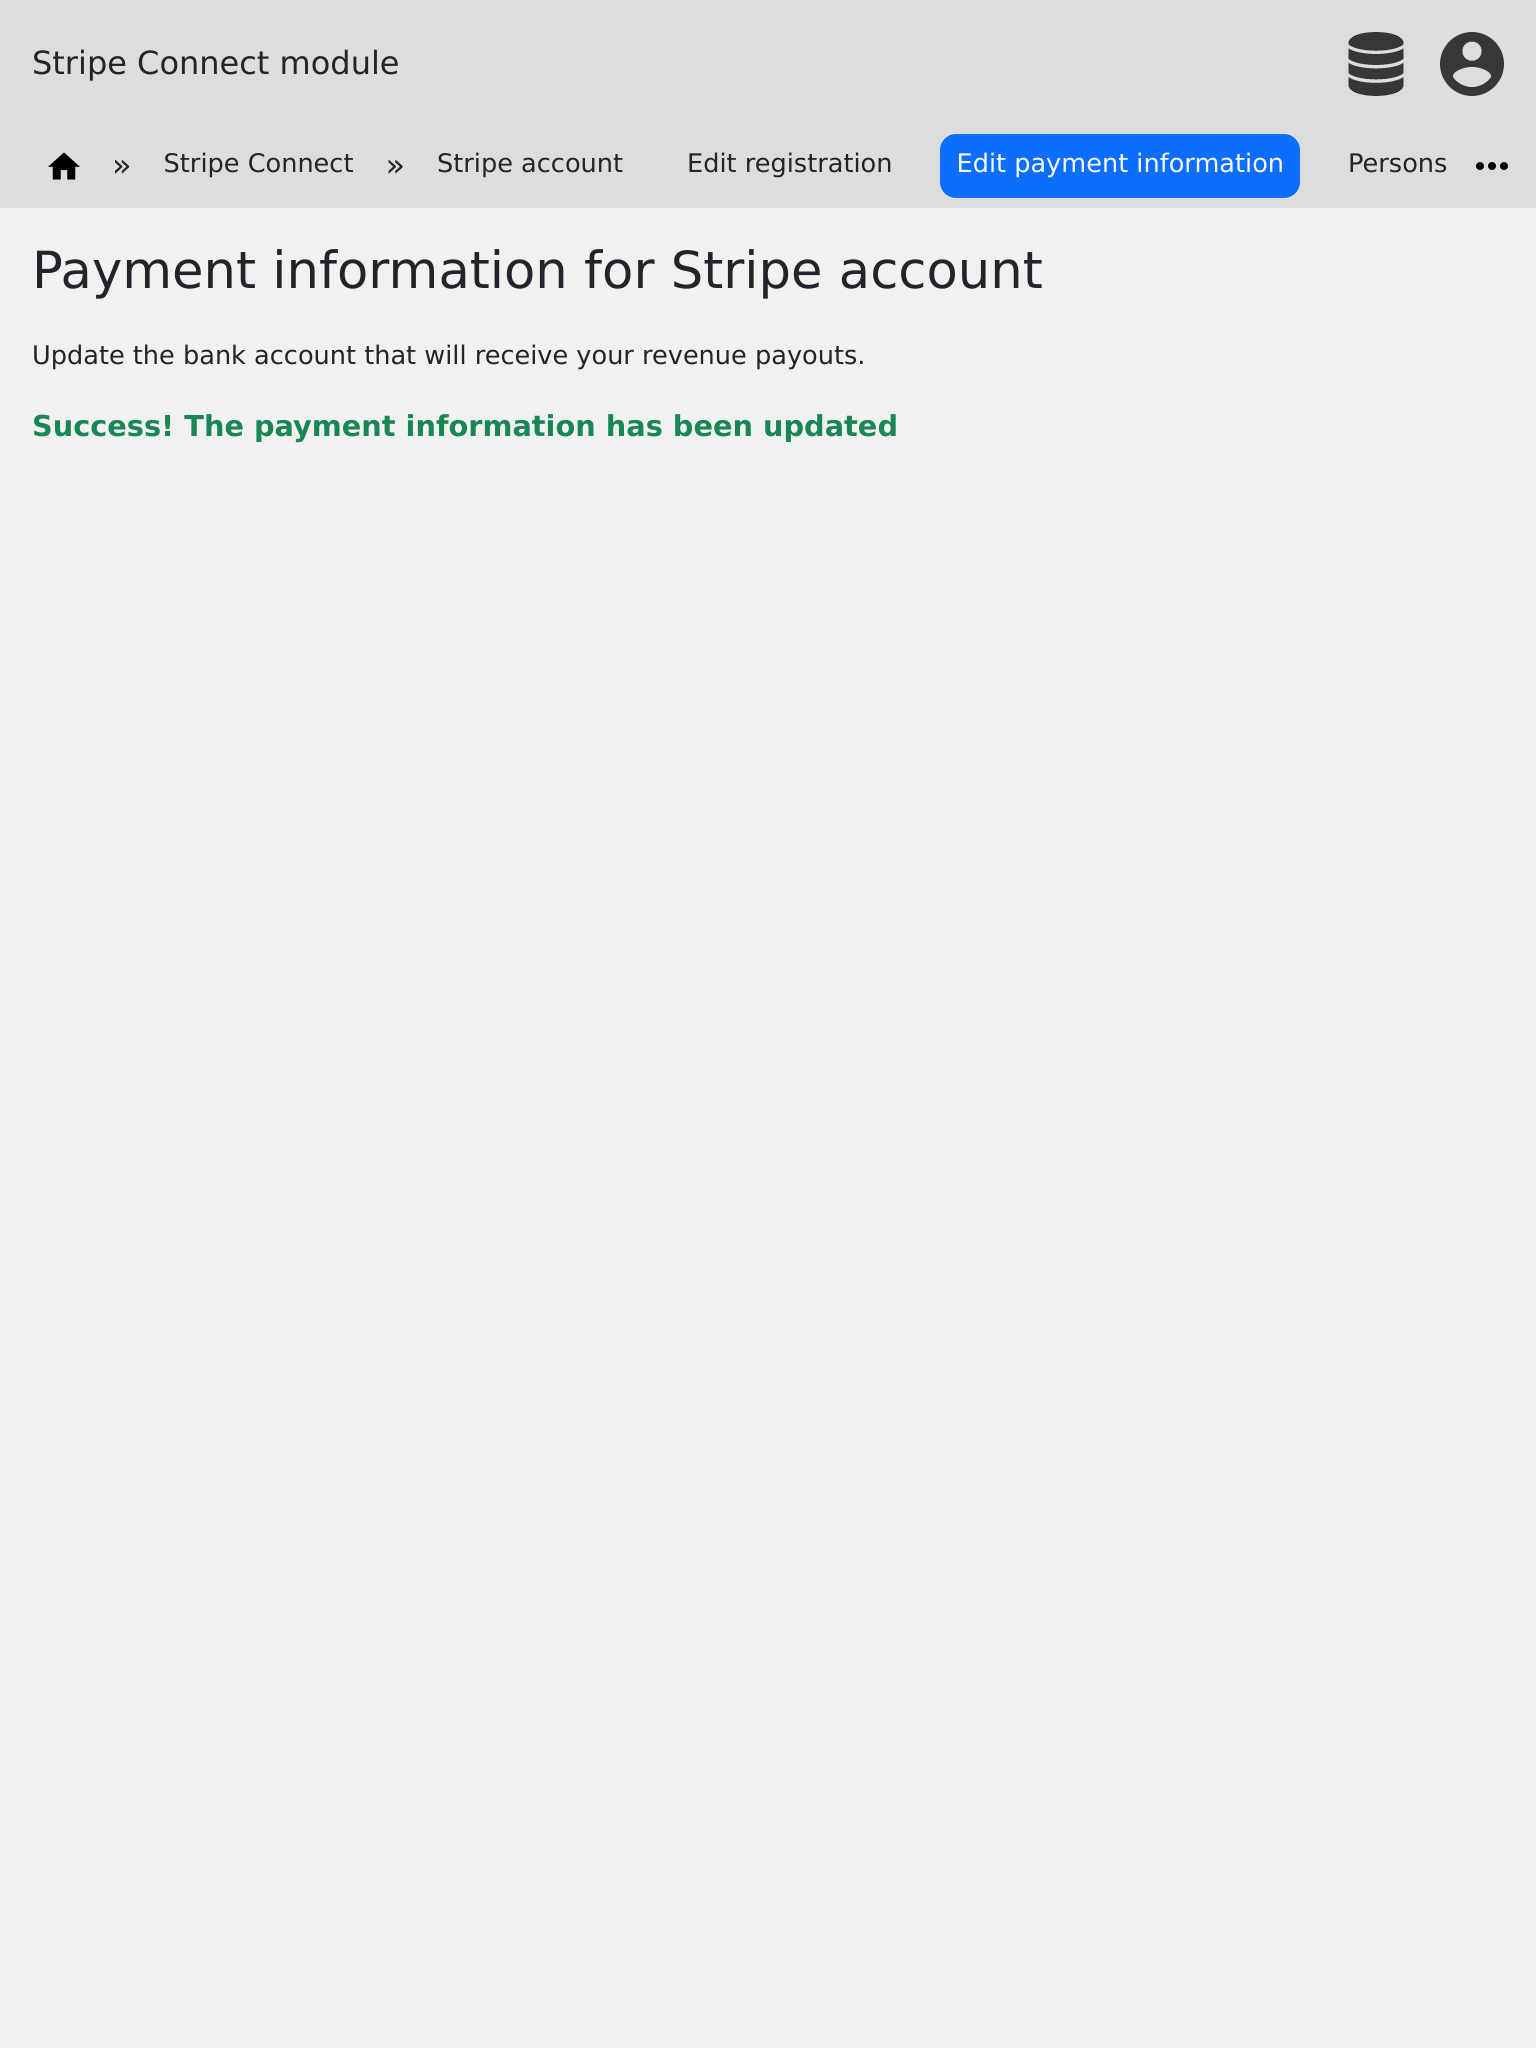 Stripe Connect module
» Stripe Connect » Stripe account Edit registration Edit payment information Persons •••
Payment information for Stripe account
Update the bank account that will receive your revenue payouts.
Success! The payment information has been updated